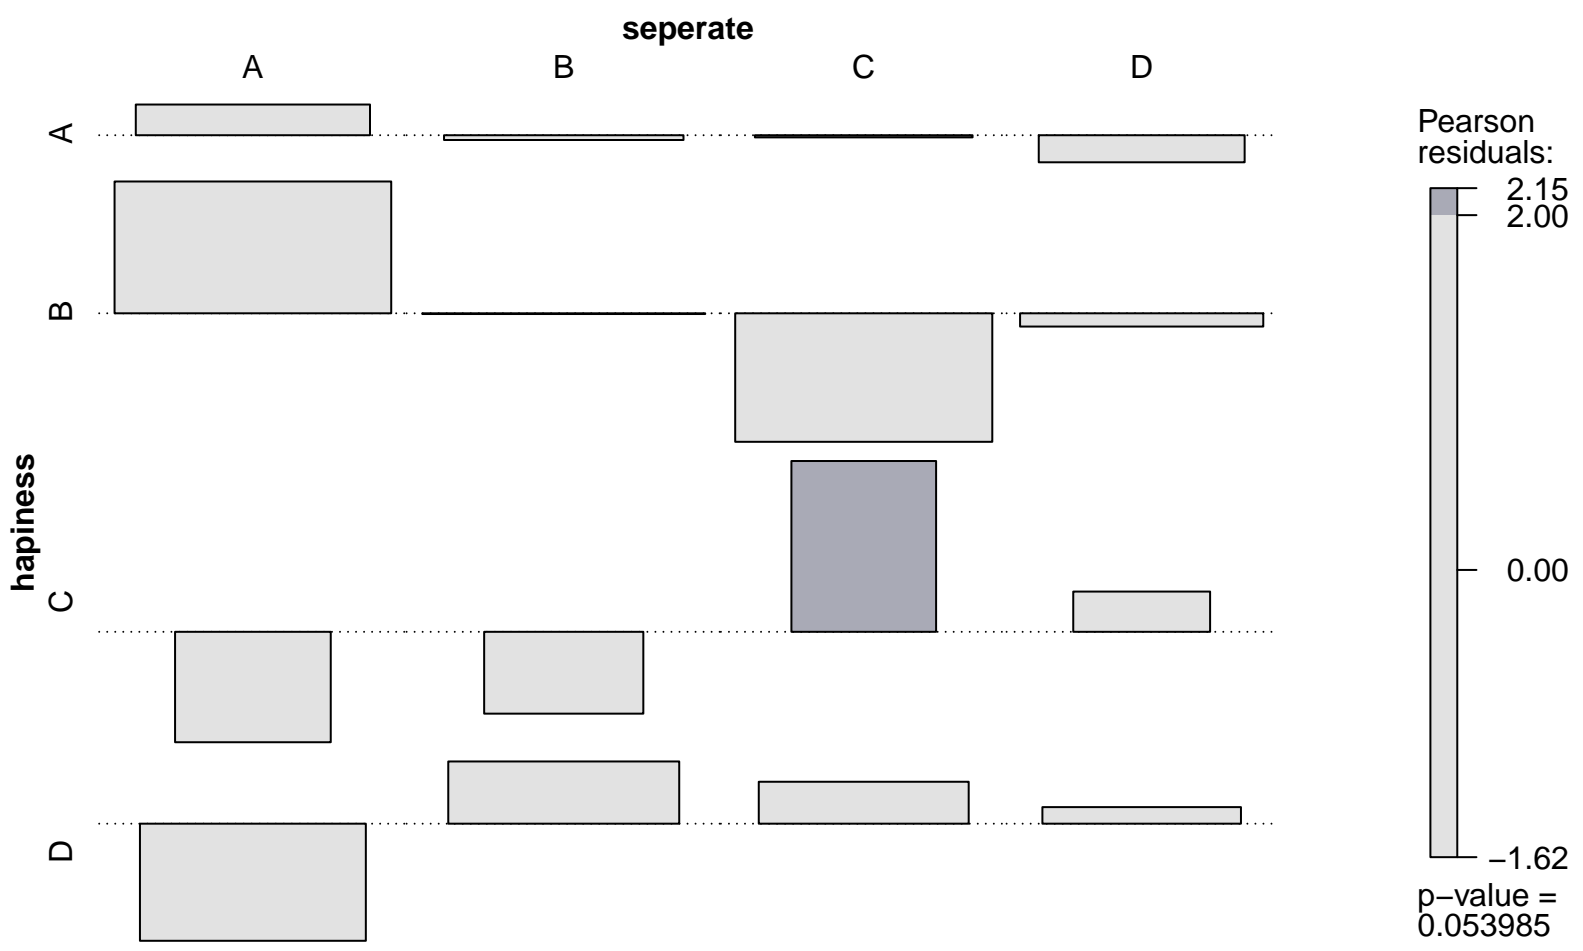 seperate
A B C D
hapiness
A
B
C
D
Pearson
residuals:
2.15
2.00
0.00
−1.62
p−value =
0.053985